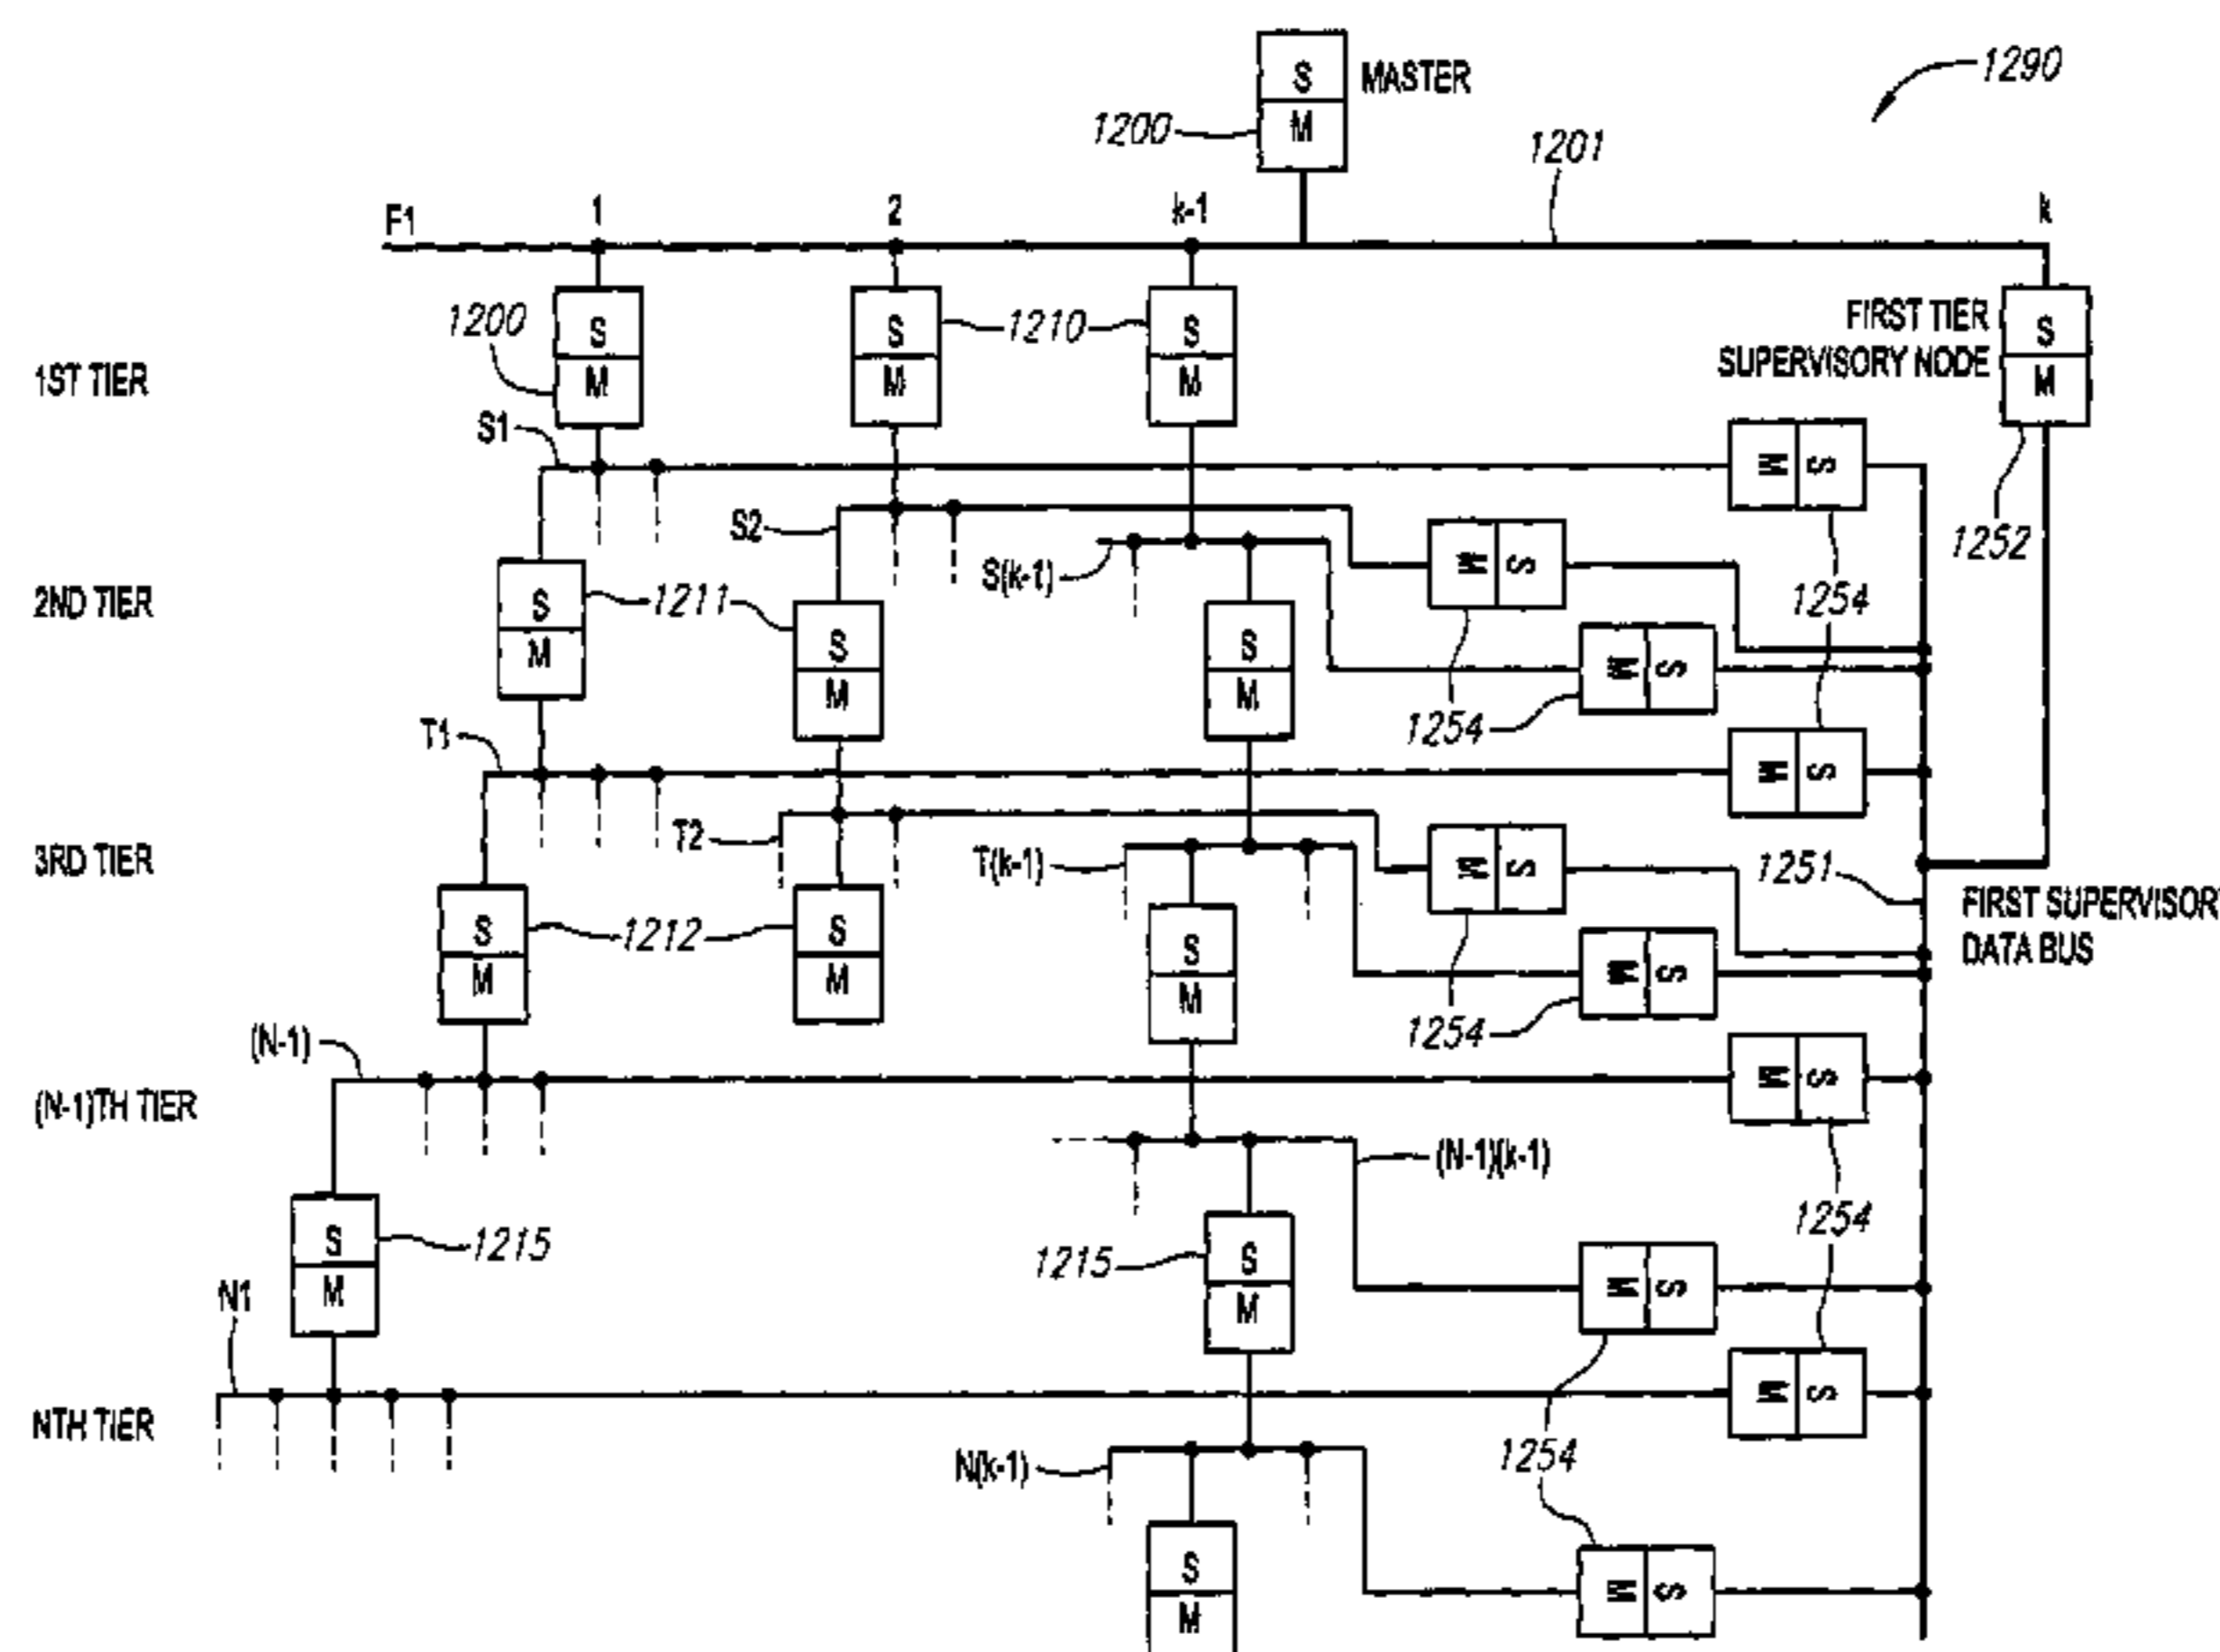 S
MASTER
1290
1200
M
1201
F1
1
2
k-1
k
1200
S
S
1210
S
FIRST TIER
SUPERVISORY NODE
S
1ST TIER
M
M
M
M
S1
M S
S2
1252
S(k-1)
M S
1254
2ND TIER
S
1211
S
S
M
M
M
M S
1254
T1
M S
T2
T(k-1)
M S
1251
3RD TIER
FIRST SUPERVISOR
DATA BUS
S
1212
S
S
M
M
M
M S
1254
(N-1)
M S
(N-1)TH TIER
(N-1)(k-1)
1254
S
1215
1215
S
M S
M
M
N1
M S
NTH TIER
N(k-1)
1254
S
M
M S